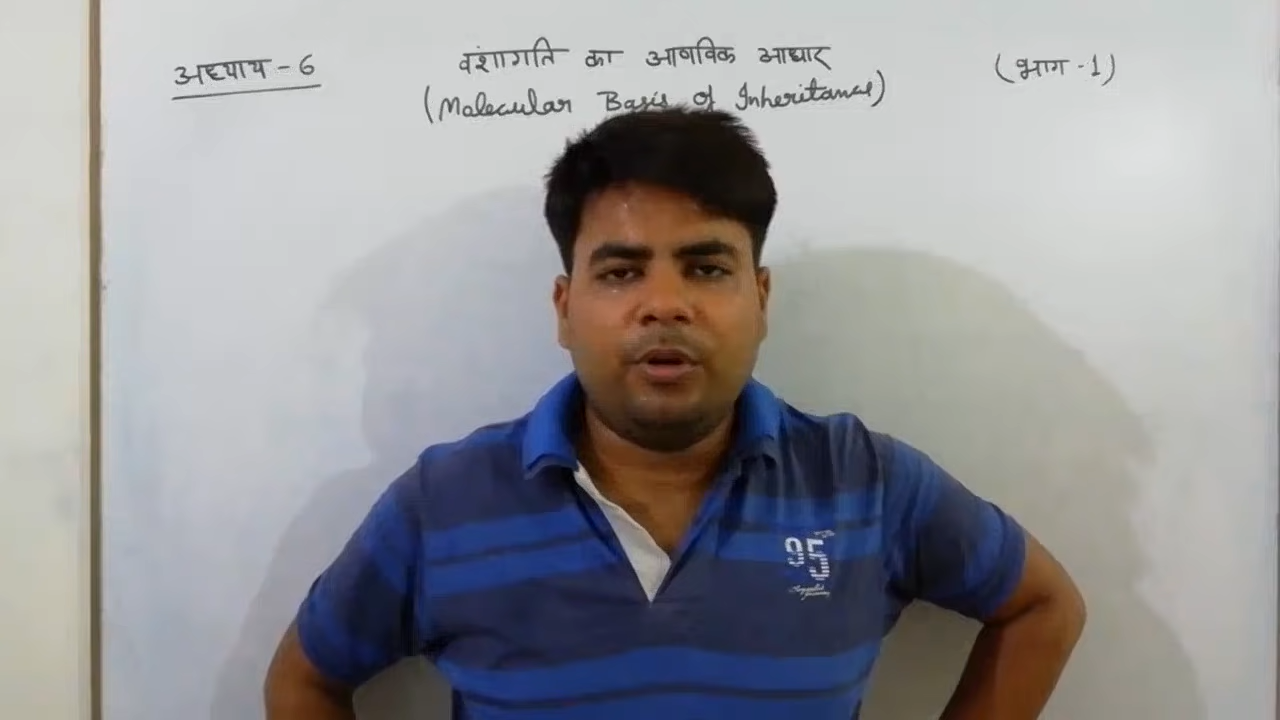 अध्याय - 6 वंशागति का आणविक आधार (भाग - 1)
(Molecular Basis of Inheritance)
95